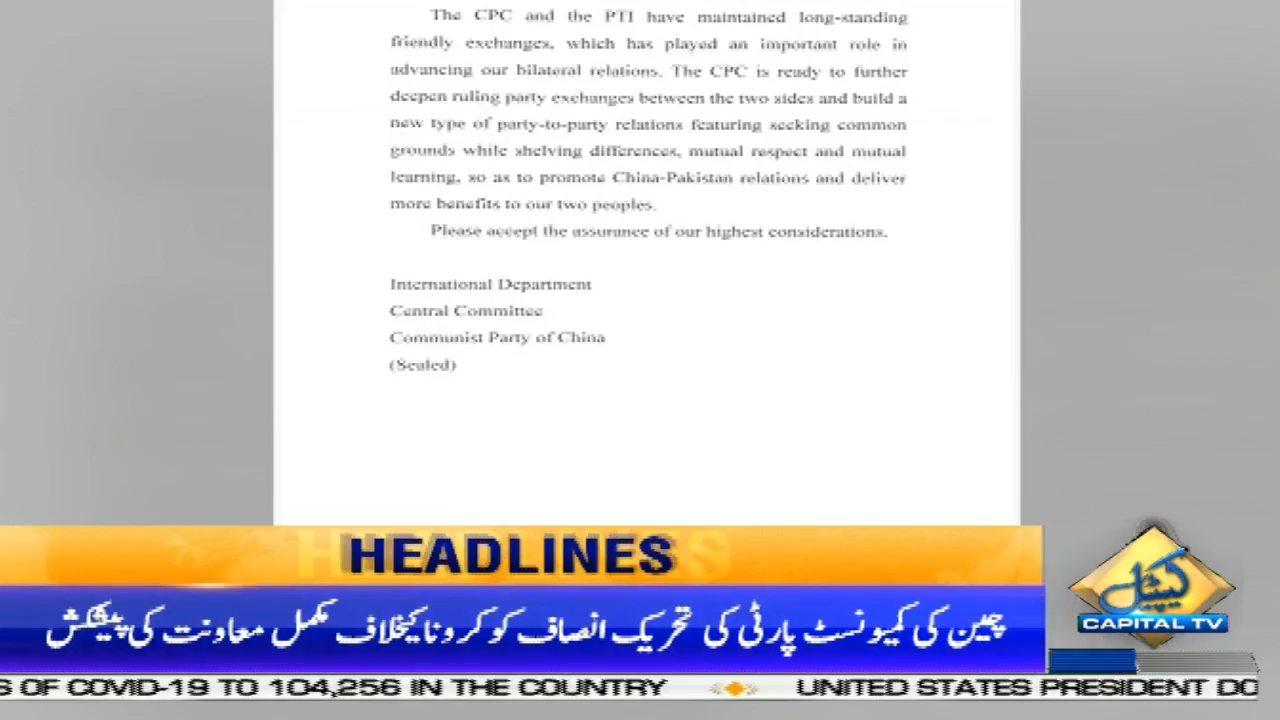 The CPC and the PTI have maintained long-standing
friendly exchanges, which has played an important role in
advancing our bilateral relations. The CPC is ready to further
deepen ruling party exchanges between the two sides and build a
new type of party-to-party relations featuring seeking common
grounds while shelving differences, mutual respect and mutual
learning, so as to promote China-Pakistan relations and deliver
more benefits to our two peoples.
Please accept the assurance of our highest considerations.
International Department
Central Committee
Communist Party of China
(Sealed)
HEADLINES
چین کی کمیونسٹ پارٹی کی تحریک انصاف کو کرونا کیخلاف مکمل معاونت کی پیشکش
کیپیٹل
CAPITAL TV
S OF COVID-19 TO 104,256 IN THE COUNTRY UNITED STATES PRESIDENT DO